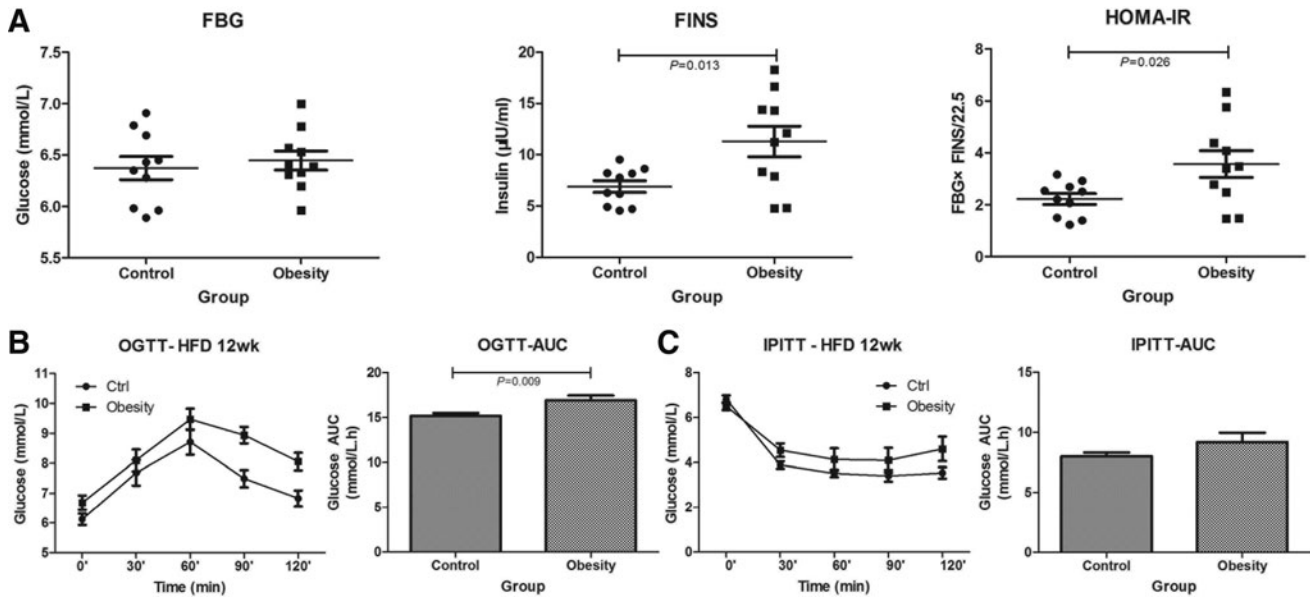 A
FBG
Glucose (mmol/L)
7.5
7.0
6.5
6.0
5.5
Control
Obesity
Group
FINS
Insulin (µIU/ml)
20
15
10
5
0
P=0.013
Control
Obesity
Group
HOMA-IR
FBG× FINS/22.5
8
6
4
2
0
P=0.026
Control
Obesity
Group
B
OGTT- HFD 12wk
Glucose (mmol/L)
11
10
9
8
7
6
5
Ctrl
Obesity
0'
30'
60'
90'
120'
Time (min)
OGTT-AUC
Glucose AUC
(mmol/L.h)
20
15
10
5
0
P=0.009
Control
Obesity
Group
C
IPITT - HFD 12wk
Glucose (mmol/L)
8
6
4
2
0
Ctrl
Obesity
0'
30'
60'
90'
120'
Time (min)
IPITT-AUC
Glucose AUC
(mmol/L.h)
15
10
5
0
Control
Obesity
Group